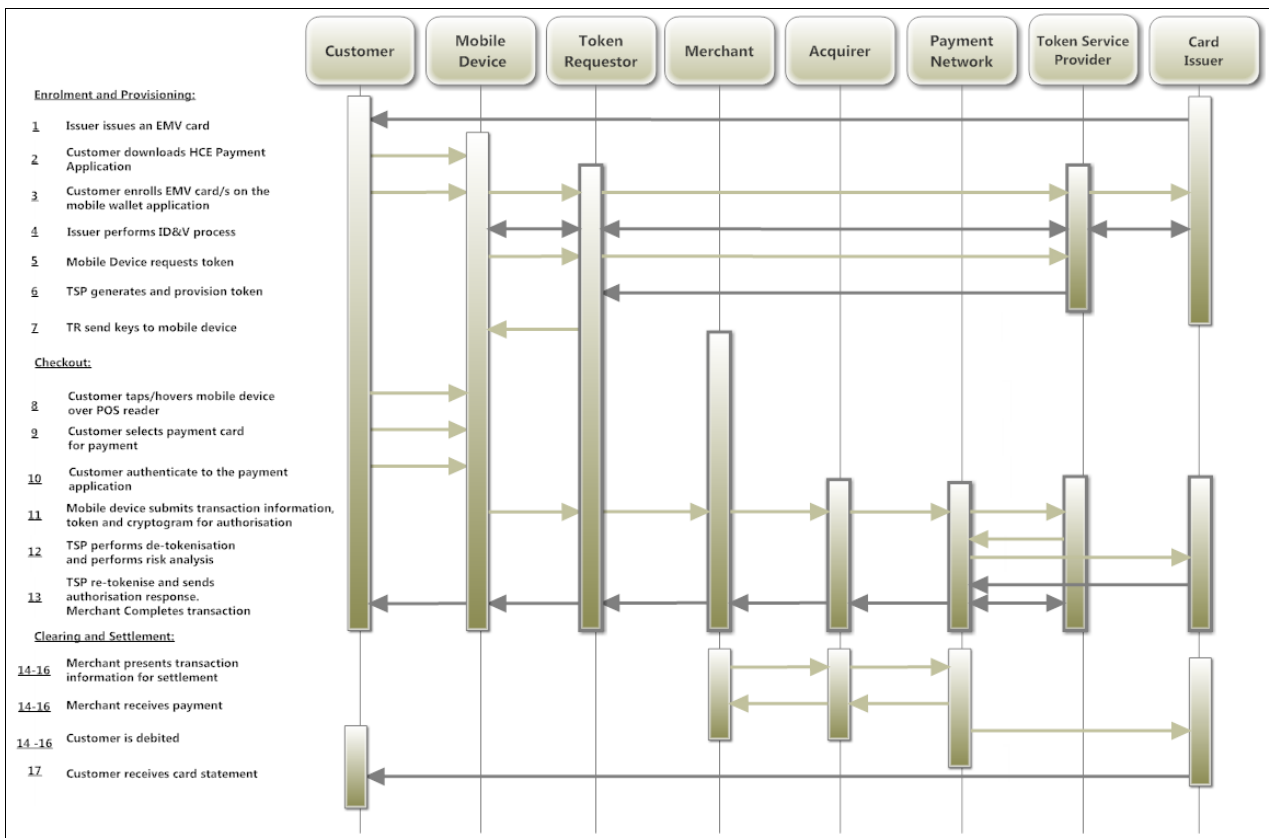 Customer
Mobile
Device
Token
Requestor
Merchant
Acquirer
Payment
Network
Token Service
Provider
Card
Issuer
Enrolment and Provisioning:
1 Issuer issues an EMV card
2 Customer downloads HCE Payment
Application
3 Customer enrolls EMV card/s on the
mobile wallet application
4 Issuer performs ID&V process
5 Mobile Device requests token
6 TSP generates and provision token
7 TR send keys to mobile device
Checkout:
8 Customer taps/hovers mobile device
over POS reader
9 Customer selects payment card
for payment
10 Customer authenticate to the payment
application
11 Mobile device submits transaction information,
token and cryptogram for authorisation
12 TSP performs de-tokenisation
and performs risk analysis
13 TSP re-tokenise and sends
authorisation response.
Merchant Completes transaction
Clearing and Settlement:
14-16 Merchant presents transaction
information for settlement
14-16 Merchant receives payment
14 -16 Customer is debited
17 Customer receives card statement